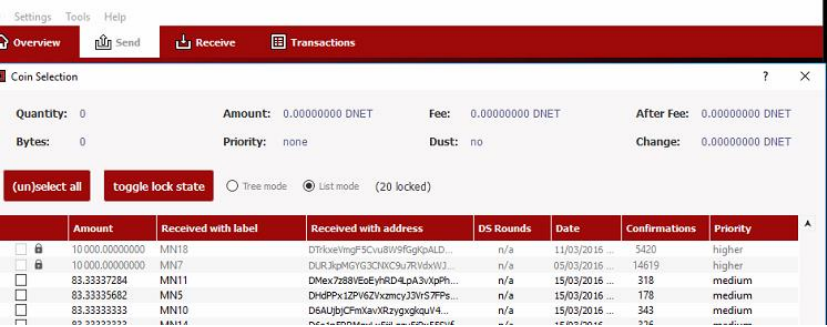 Settings Tools Help
Overview Send Receive Transactions
Coin Selection ?
Quantity: 0 Amount: 0.00000000 DNET Fee: 0.00000000 DNET After Fee: 0.00000000 DNET
Bytes: 0 Priority: none Dust: no Change: 0.00000000 DNET
(un)select all toggle lock state Tree mode List mode (20 locked)
Amount Received with label Received with address DS Rounds Date Confirmations Priority
10 000.00000000 MN18 n/a 11/03/2016 ... 5420 higher
10 000.00000000 MN7 n/a 05/03/2016 ... 14619 higher
83.33337284 MN11 n/a 15/03/2016 ... 318 medium
83.33335682 MN5 n/a 15/03/2016 ... 178 medium
83.33333333 MN10 n/a 15/03/2016 ... 343 medium